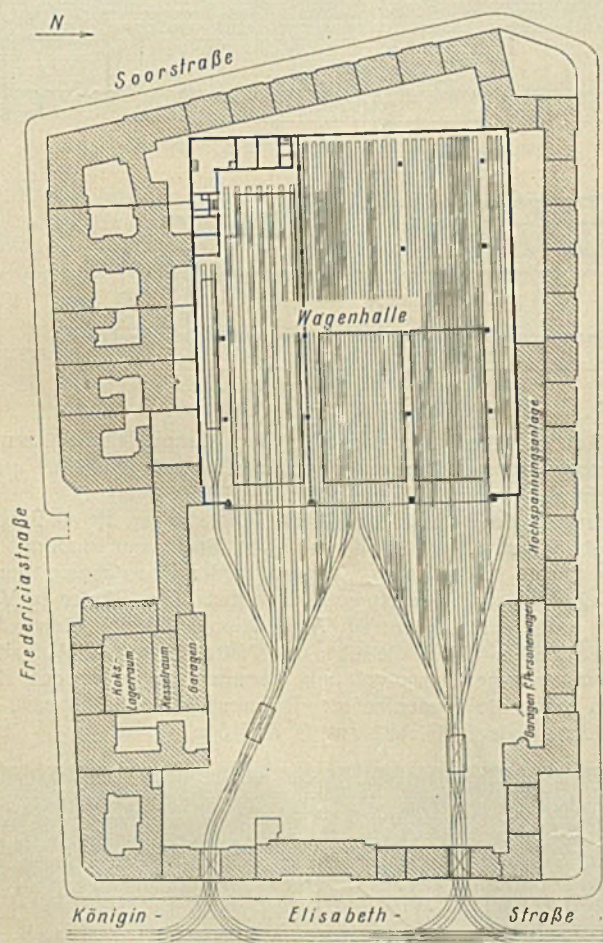 N
Soorstraße
Wagenhalle
Hochspannungsanlage
Fredericiastraße
Koks-
Lagerraum
Kesselraum
Garagen
Garagen f. Personenwagen
Königin - Elisabeth - Straße